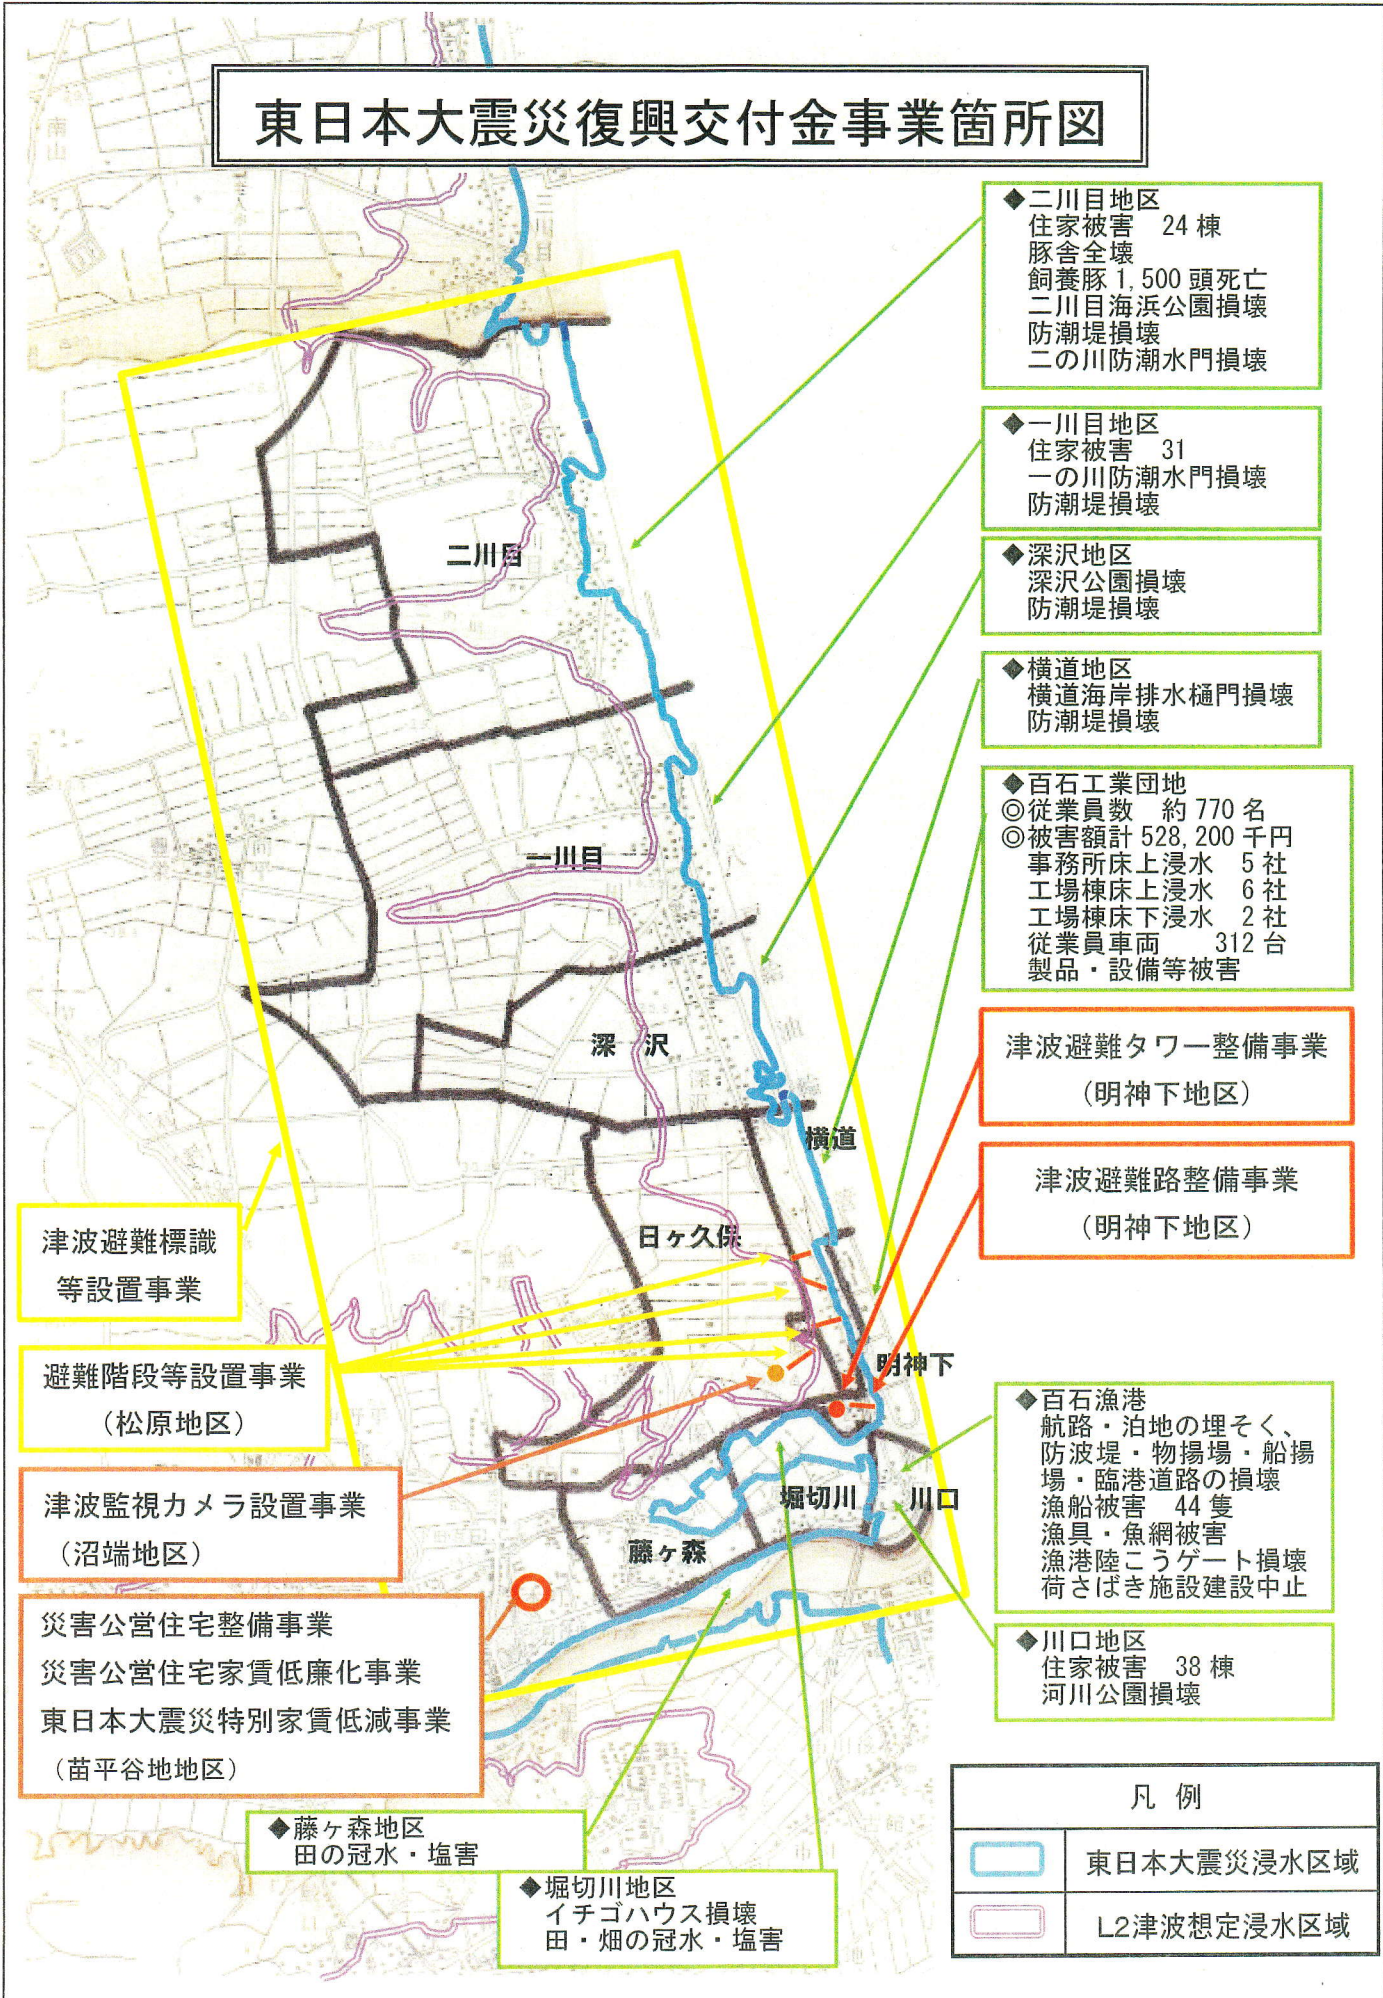 東日本大震災復興交付金事業箇所図
◆二川目地区
住家被害 24棟
豚舎全壊
飼養豚1,500頭死亡
二川目海浜公園損壊
防潮堤損壊
二の川防潮水門損壊
◆一川目地区
住家被害 31
一の川防潮水門損壊
防潮堤損壊
◆深沢地区
深沢公園損壊
防潮堤損壊
◆横道地区
横道海岸排水樋門損壊
防潮堤損壊
◆百石工業団地
◎従業員数 約770名
◎被害額計528,200千円
事務所床上浸水 5社
工場棟床上浸水 6社
工場棟床下浸水 2社
従業員車両 312台
製品・設備等被害
津波避難タワー整備事業
(明神下地区)
津波避難路整備事業
(明神下地区)
二川目
一川目
深 沢
横道
日ヶ久保
明神下
堀切川
川口
藤ヶ森
津波避難標識
等設置事業
避難階段等設置事業
(松原地区)
津波監視カメラ設置事業
(沼端地区)
災害公営住宅整備事業
災害公営住宅家賃低廉化事業
東日本大震災特別家賃低減事業
(苗平谷地地区)
◆百石漁港
航路・泊地の埋そく、
防波堤・物揚場・船揚
場・臨港道路の損壊
漁船被害 44隻
漁具・魚網被害
漁港陸こうゲート損壊
荷さばき施設建設中止
◆川口地区
住家被害 38棟
河川公園損壊
◆藤ヶ森地区
田の冠水・塩害
◆堀切川地区
イチゴハウス損壊
田・畑の冠水・塩害
凡 例
東日本大震災浸水区域
L2津波想定浸水区域